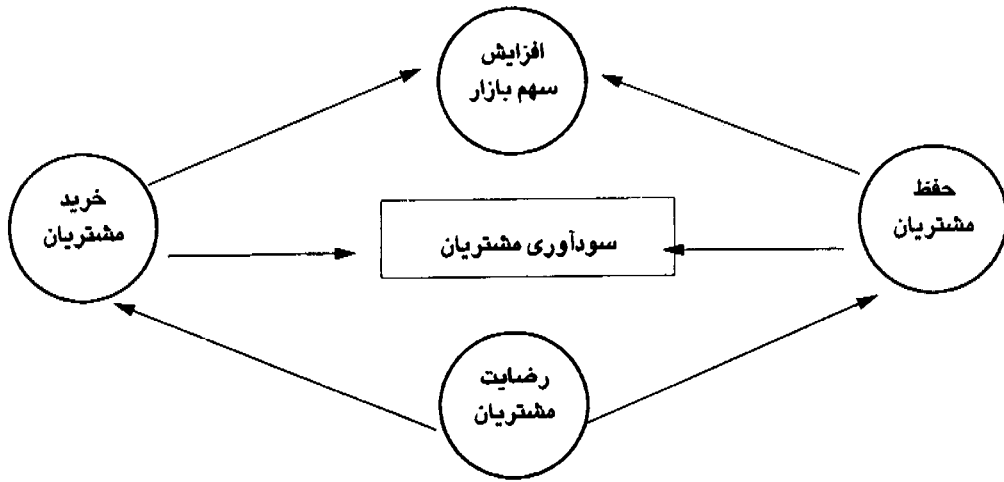 افزایش
سهم بازار
حفظ
مشتریان
خرید
مشتریان
سودآوری مشتریان
رضایت
مشتریان